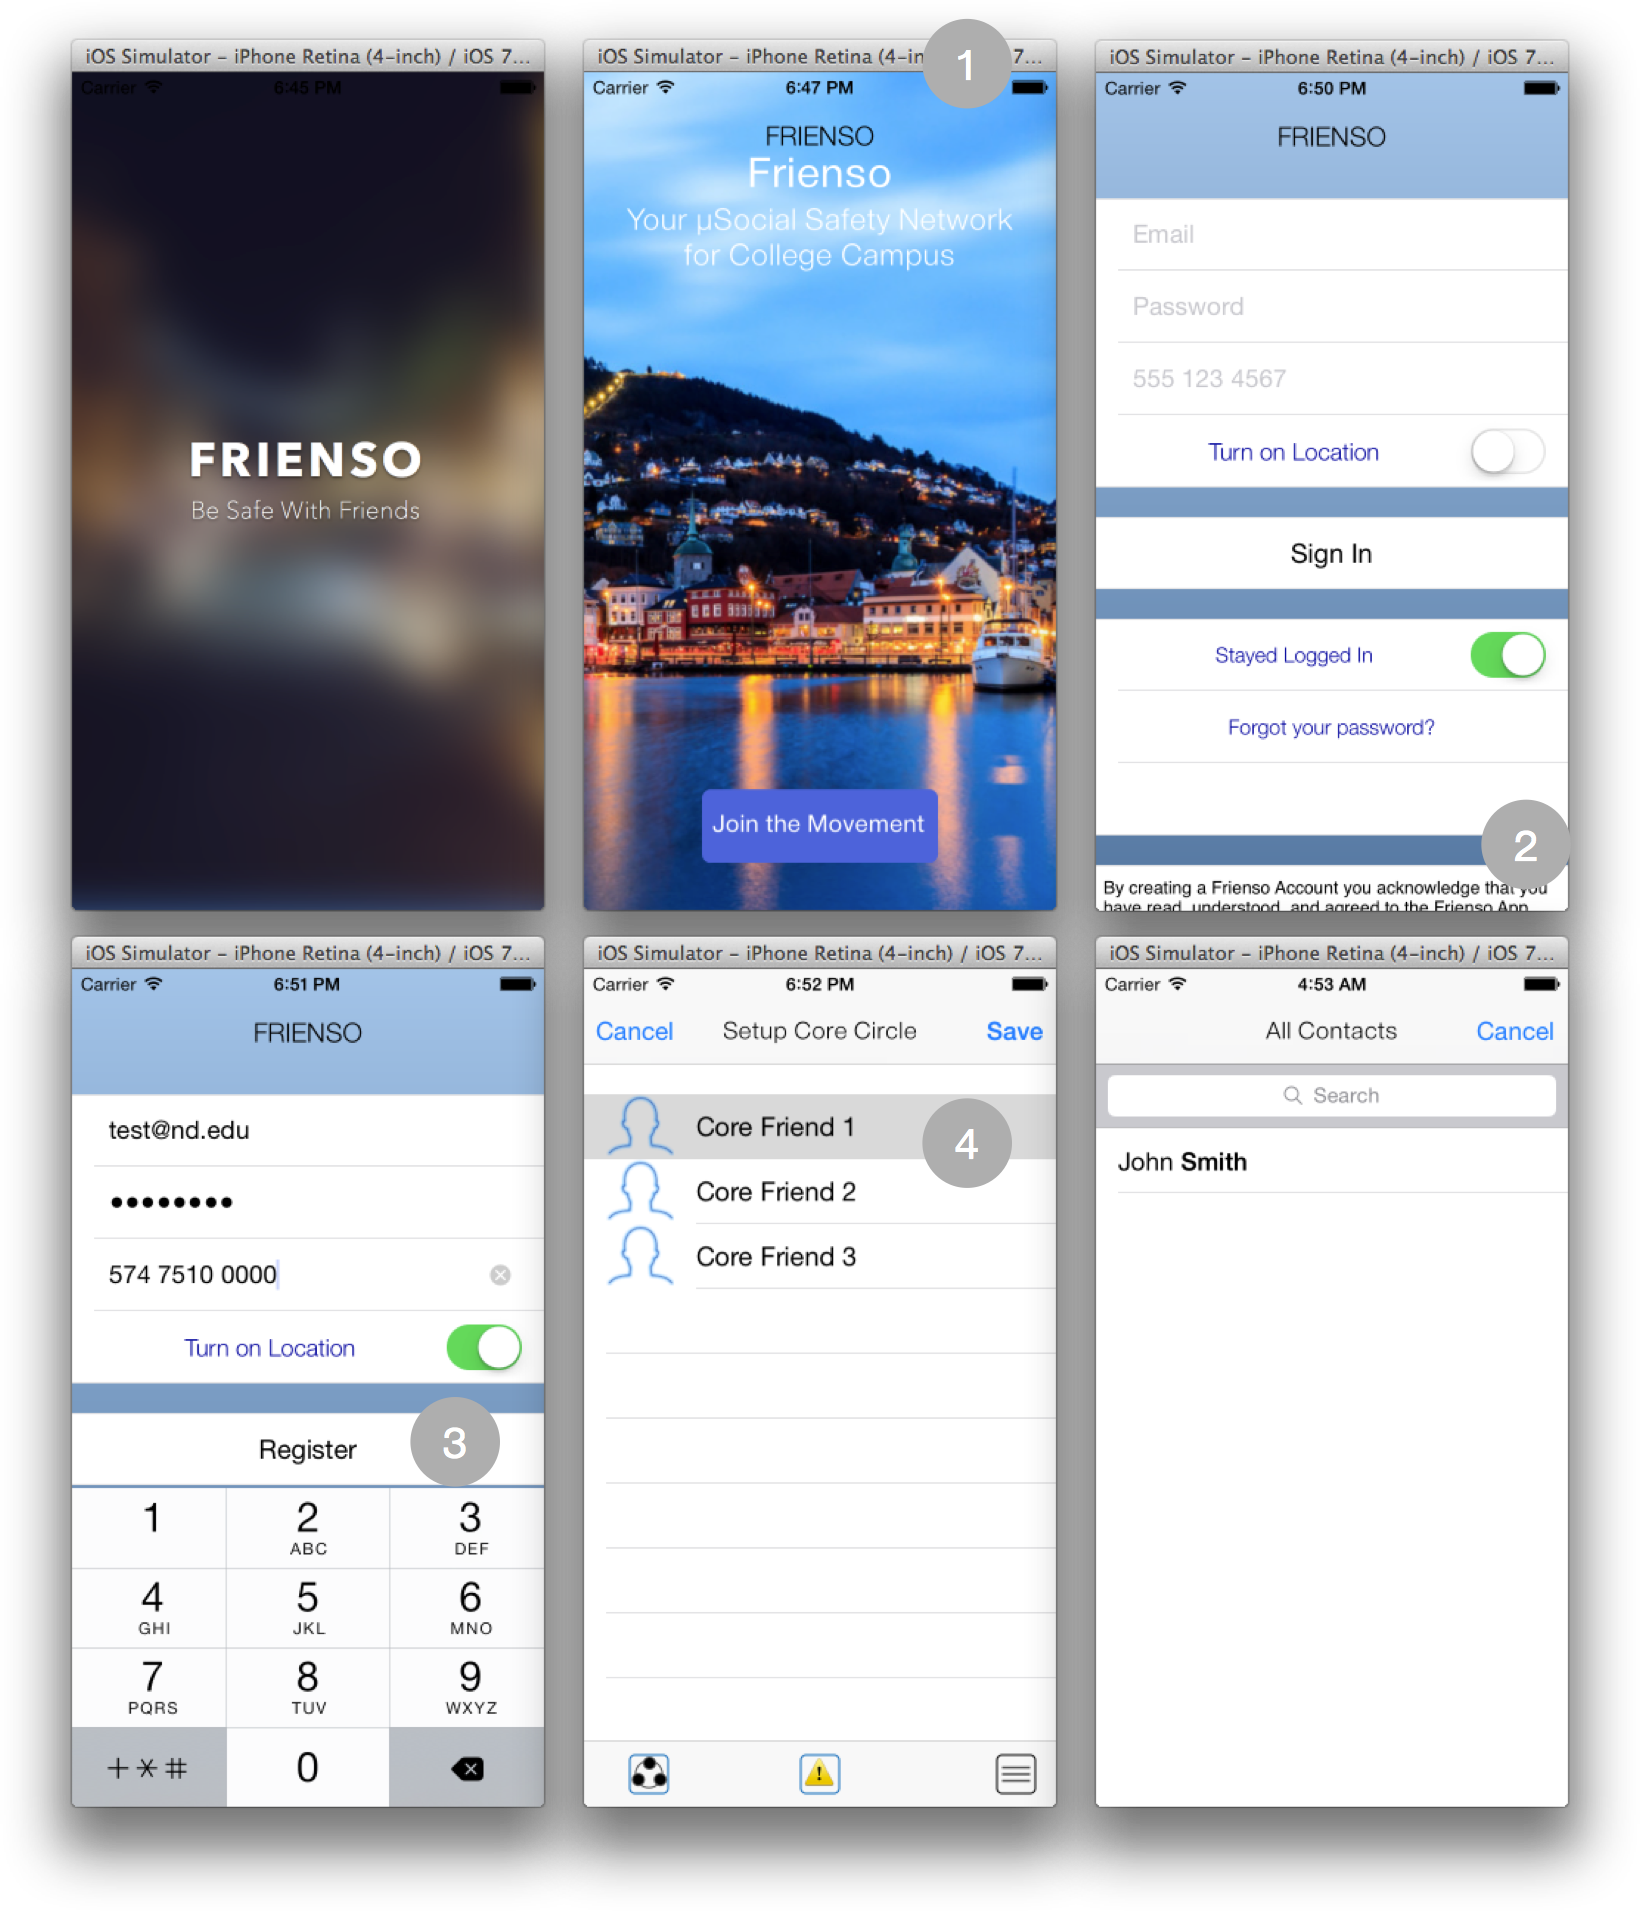 iOS Simulator – iPhone Retina (4-inch) / iOS 7...
Carrier 6:45 PM
FRIENSO
Be Safe With Friends
iOS Simulator – iPhone Retina (4-in 7...
1
Carrier 6:47 PM
FRIENSO
Frienso
Your µSocial Safety Network
for College Campus
Join the Movement
iOS Simulator – iPhone Retina (4-inch) / iOS 7...
Carrier 6:50 PM
FRIENSO
Email
Password
555 123 4567
Turn on Location
Sign In
Stayed Logged In
Forgot your password?
2
By creating a Frienso Account you acknowledge that you
have read, understood, and agreed to the Frienso App
iOS Simulator – iPhone Retina (4-inch) / iOS 7...
Carrier 6:51 PM
FRIENSO
test@nd.edu
••••••••
574 7510 0000
Turn on Location
Register
3
1 2 3
ABC DEF
4 5 6
GHI JKL MNO
7 8 9
PQRS TUV WXYZ
+*# 0
iOS Simulator – iPhone Retina (4-inch) / iOS 7...
Carrier 6:52 PM
Cancel Setup Core Circle Save
Core Friend 1
4
Core Friend 2
Core Friend 3
iOS Simulator – iPhone Retina (4-inch) / iOS 7...
Carrier 4:53 AM
All Contacts Cancel
Search
John Smith